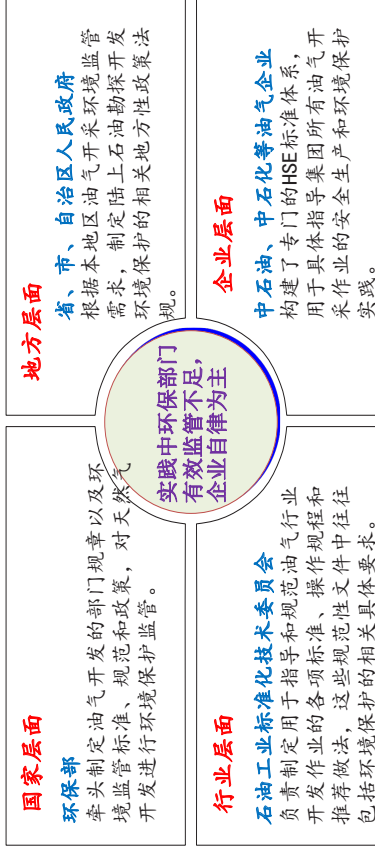 国家层面
环保部
牵头制定油气开发的部门规章以及环
境监管标准、规范和政策，对天然气
开发进行环境保护监管。
地方层面
省、市、自治区人民政府
根据本地区油气开采环境监管
需求，制定陆上石油勘探开发
环境保护的相关地方性政策法
规。
实践中环保部门
有效监管不足，
企业自律为主
行业层面
石油工业标准化技术委员会
负责制定用于指导和规范油气行业
开发作业的各项标准、操作规程和
推荐做法，这些规范性文件中往往
包括环境保护的相关具体要求。
企业层面
中石油、中石化等油气企业
构建了专门的HSE标准体系，
用于具体指导集团所有油气开
采作业的安全生产和环境保护
实践。